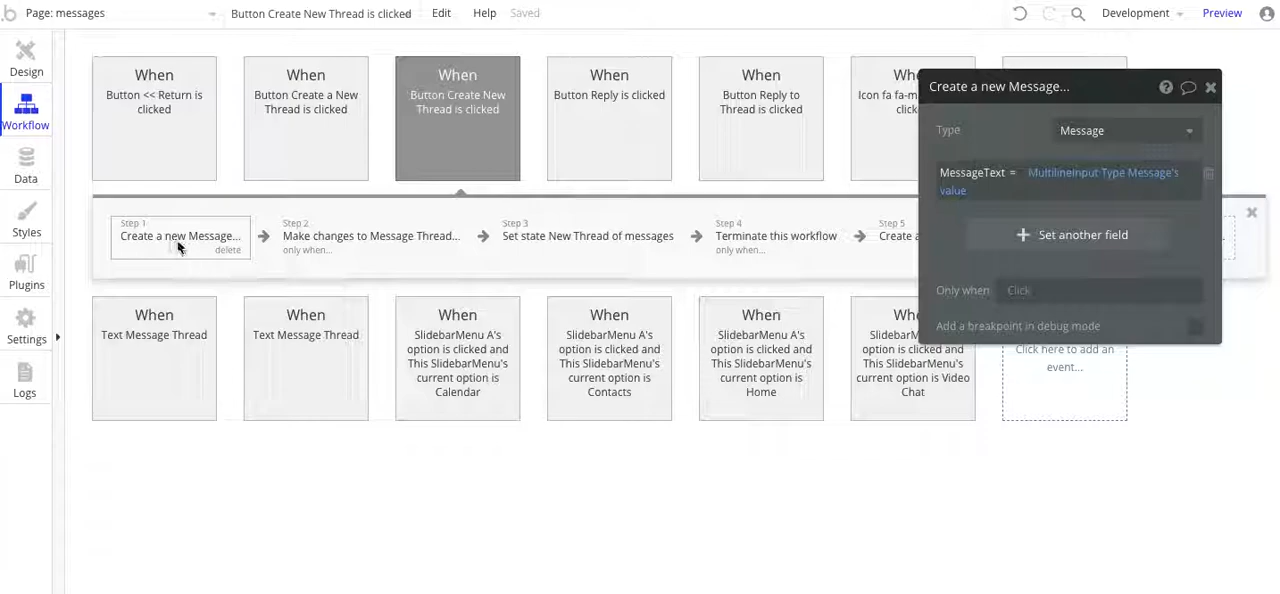 b Page: messages Button Create New Thread is clicked Edit Help Saved Development Preview
Design
Workflow
Data
Styles
Plugins
Settings
Logs
When
Button << Return is
clicked
When
Button Create a New
Thread is clicked
When
Button Create New
Thread is clicked
When
Button Reply is clicked
When
Button Reply to
Thread is clicked
Icon fa fa-
Step 1
Create a new Message...
delete
Step 2
Make changes to Message Thread...
only when...
Step 3
Set state New Thread of messages
Step 4
Terminate this workflow
only when...
Step 5
Create a
When
Text Message Thread
When
Text Message Thread
When
SlidebarMenu A's
option is clicked and
This SlidebarMenu's
current option is
Calendar
When
SlidebarMenu A's
option is clicked and
This SlidebarMenu's
current option is
Contacts
When
SlidebarMenu A's
option is clicked and
This SlidebarMenu's
current option is
Home
option is clicked and
This SlidebarMenu's
current option is Video
Chat
Click here to add an
event...
Create a new Message...
Type Message
MessageText = MultilineInput Type Message's
value
+ Set another field
Only when Click
Add a breakpoint in debug mode